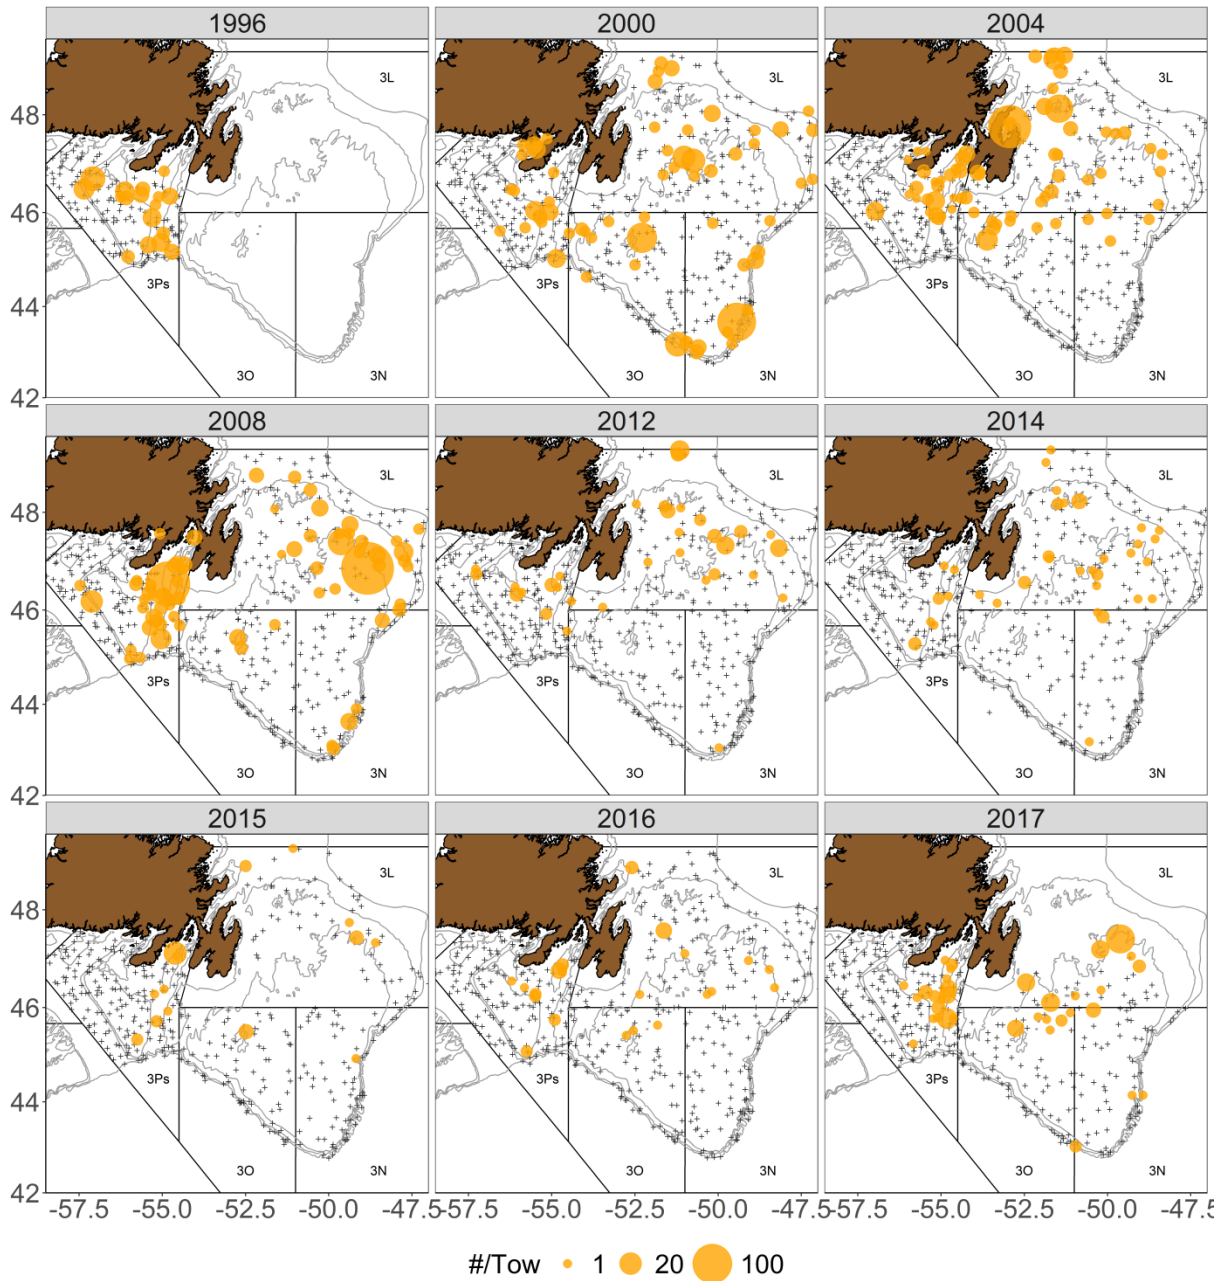 1996 2000 2004
3L 3L 3L
48
46
44
3Ps 3Ps 3Ps
3O 3N 3O 3N 3O 3N
42
2008 2012 2014
3L 3L 3L
48
46
44
3Ps 3Ps 3Ps
3O 3N 3O 3N 3O 3N
42
2015 2016 2017
3L 3L 3L
48
46
44
3Ps 3Ps 3Ps
3O 3N 3O 3N 3O 3N
42
-57.5 -55.0 -52.5 -50.0 -47.5 -57.5 -55.0 -52.5 -50.0 -47.5 -57.5 -55.0 -52.5 -50.0 -47.5
#/Tow 1 20 100